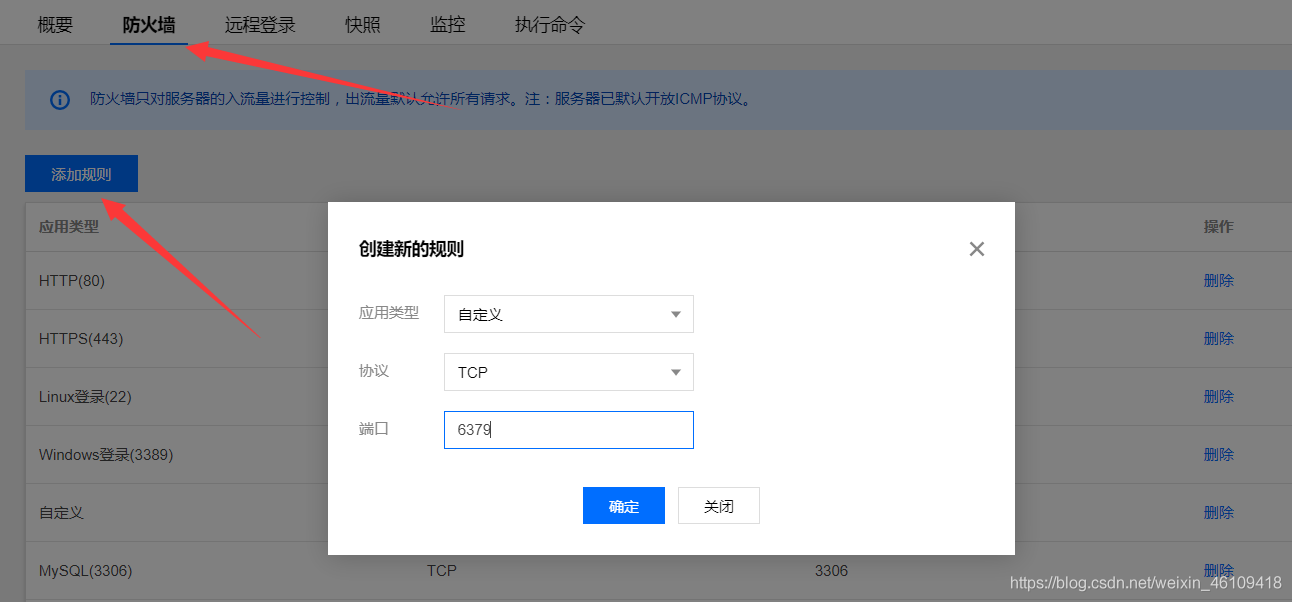 概要 防火墙 远程登录 快照 监控 执行命令
防火墙只对服务器的入流量进行控制，出流量默认允许所有请求。注：服务器已默认开放ICMP协议。
添加规则
应用类型 操作
HTTP(80) 删除
HTTPS(443) 删除
Linux登录(22) 删除
Windows登录(3389) 删除
自定义 删除
MySQL(3306) TCP 3306 删除
创建新的规则
应用类型 自定义
协议 TCP
端口 6379
确定 关闭
https://blog.csdn.net/weixin_46109418